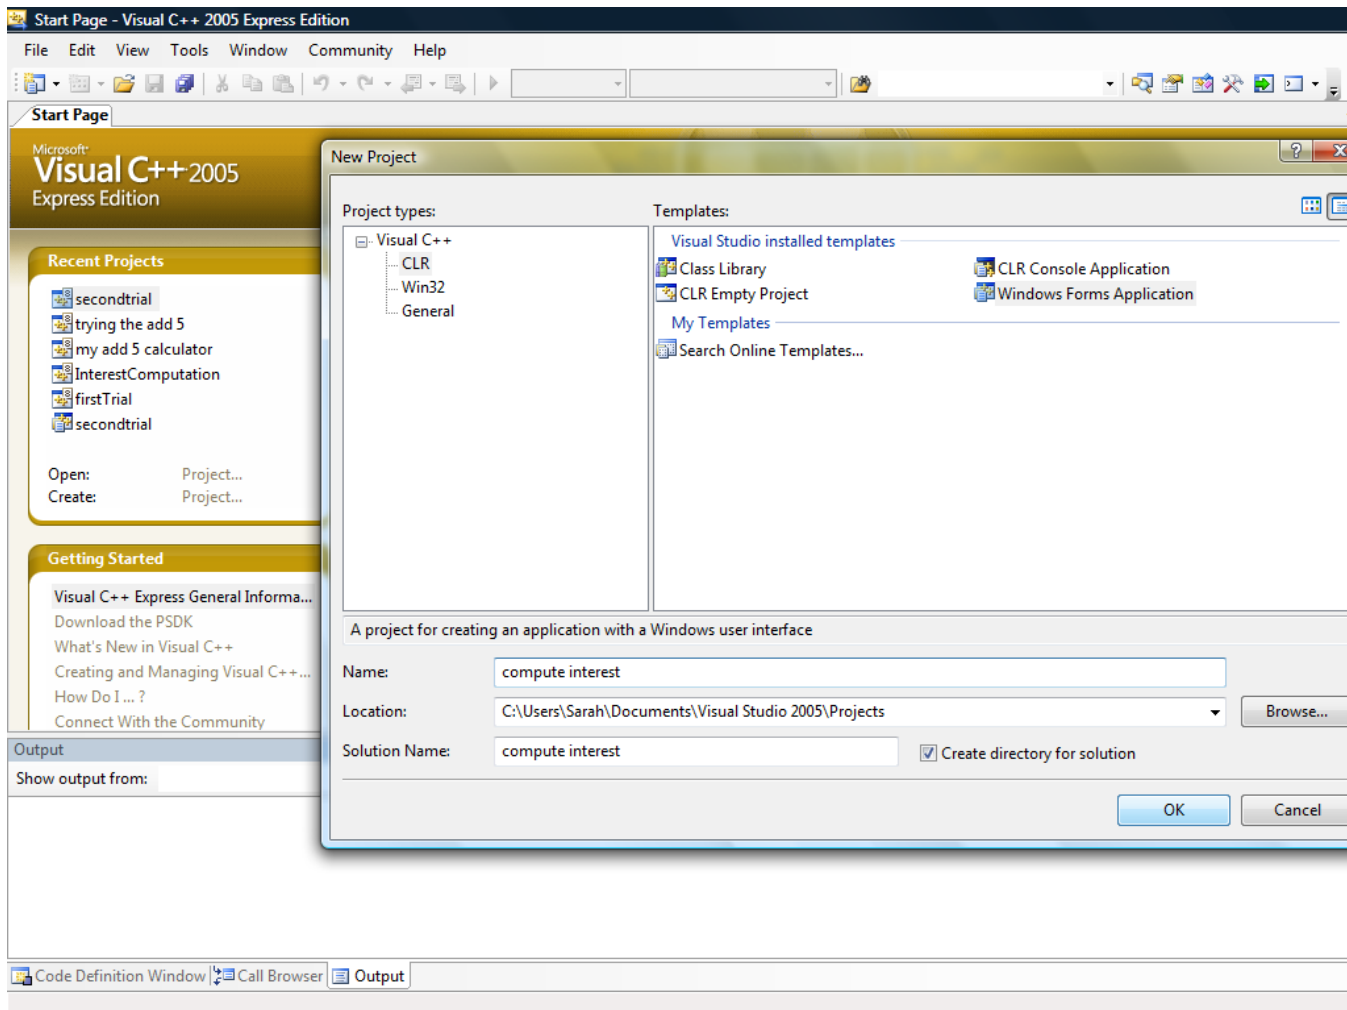 Start Page - Visual C++ 2005 Express Edition
File Edit View Tools Window Community Help
Start Page
Microsoft
Visual C++ 2005
Express Edition
Recent Projects
secondtrial
trying the add 5
my add 5 calculator
InterestComputation
firstTrial
secondtrial
Open: Project...
Create: Project...
Getting Started
Visual C++ Express General Informa...
Download the PSDK
What's New in Visual C++
Creating and Managing Visual C++...
How Do I ... ?
Connect With the Community
New Project
Project types:
Visual C++
CLR
Win32
General
Templates:
Visual Studio installed templates
Class Library
CLR Console Application
CLR Empty Project
Windows Forms Application
My Templates
Search Online Templates...
A project for creating an application with a Windows user interface
Name: compute interest
Location: C:\Users\Sarah\Documents\Visual Studio 2005\Projects Browse...
Solution Name: compute interest Create directory for solution
OK Cancel
Output
Show output from:
Code Definition Window Call Browser Output